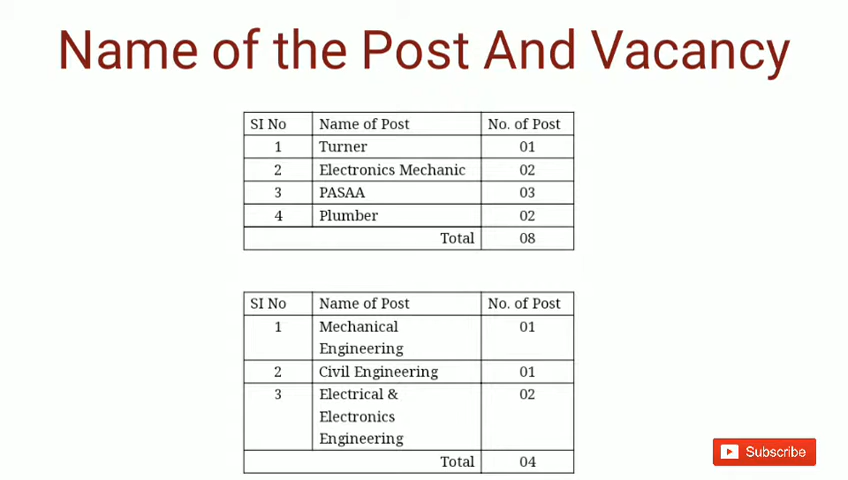 Name of the Post And Vacancy
SI No Name of Post No. of Post
1 Turner 01
2 Electronics Mechanic 02
3 PASAA 03
4 Plumber 02
Total 08
SI No Name of Post No. of Post
1 Mechanical 01
Engineering
2 Civil Engineering 01
3 Electrical & 02
Electronics
Engineering
Total 04
Subscribe